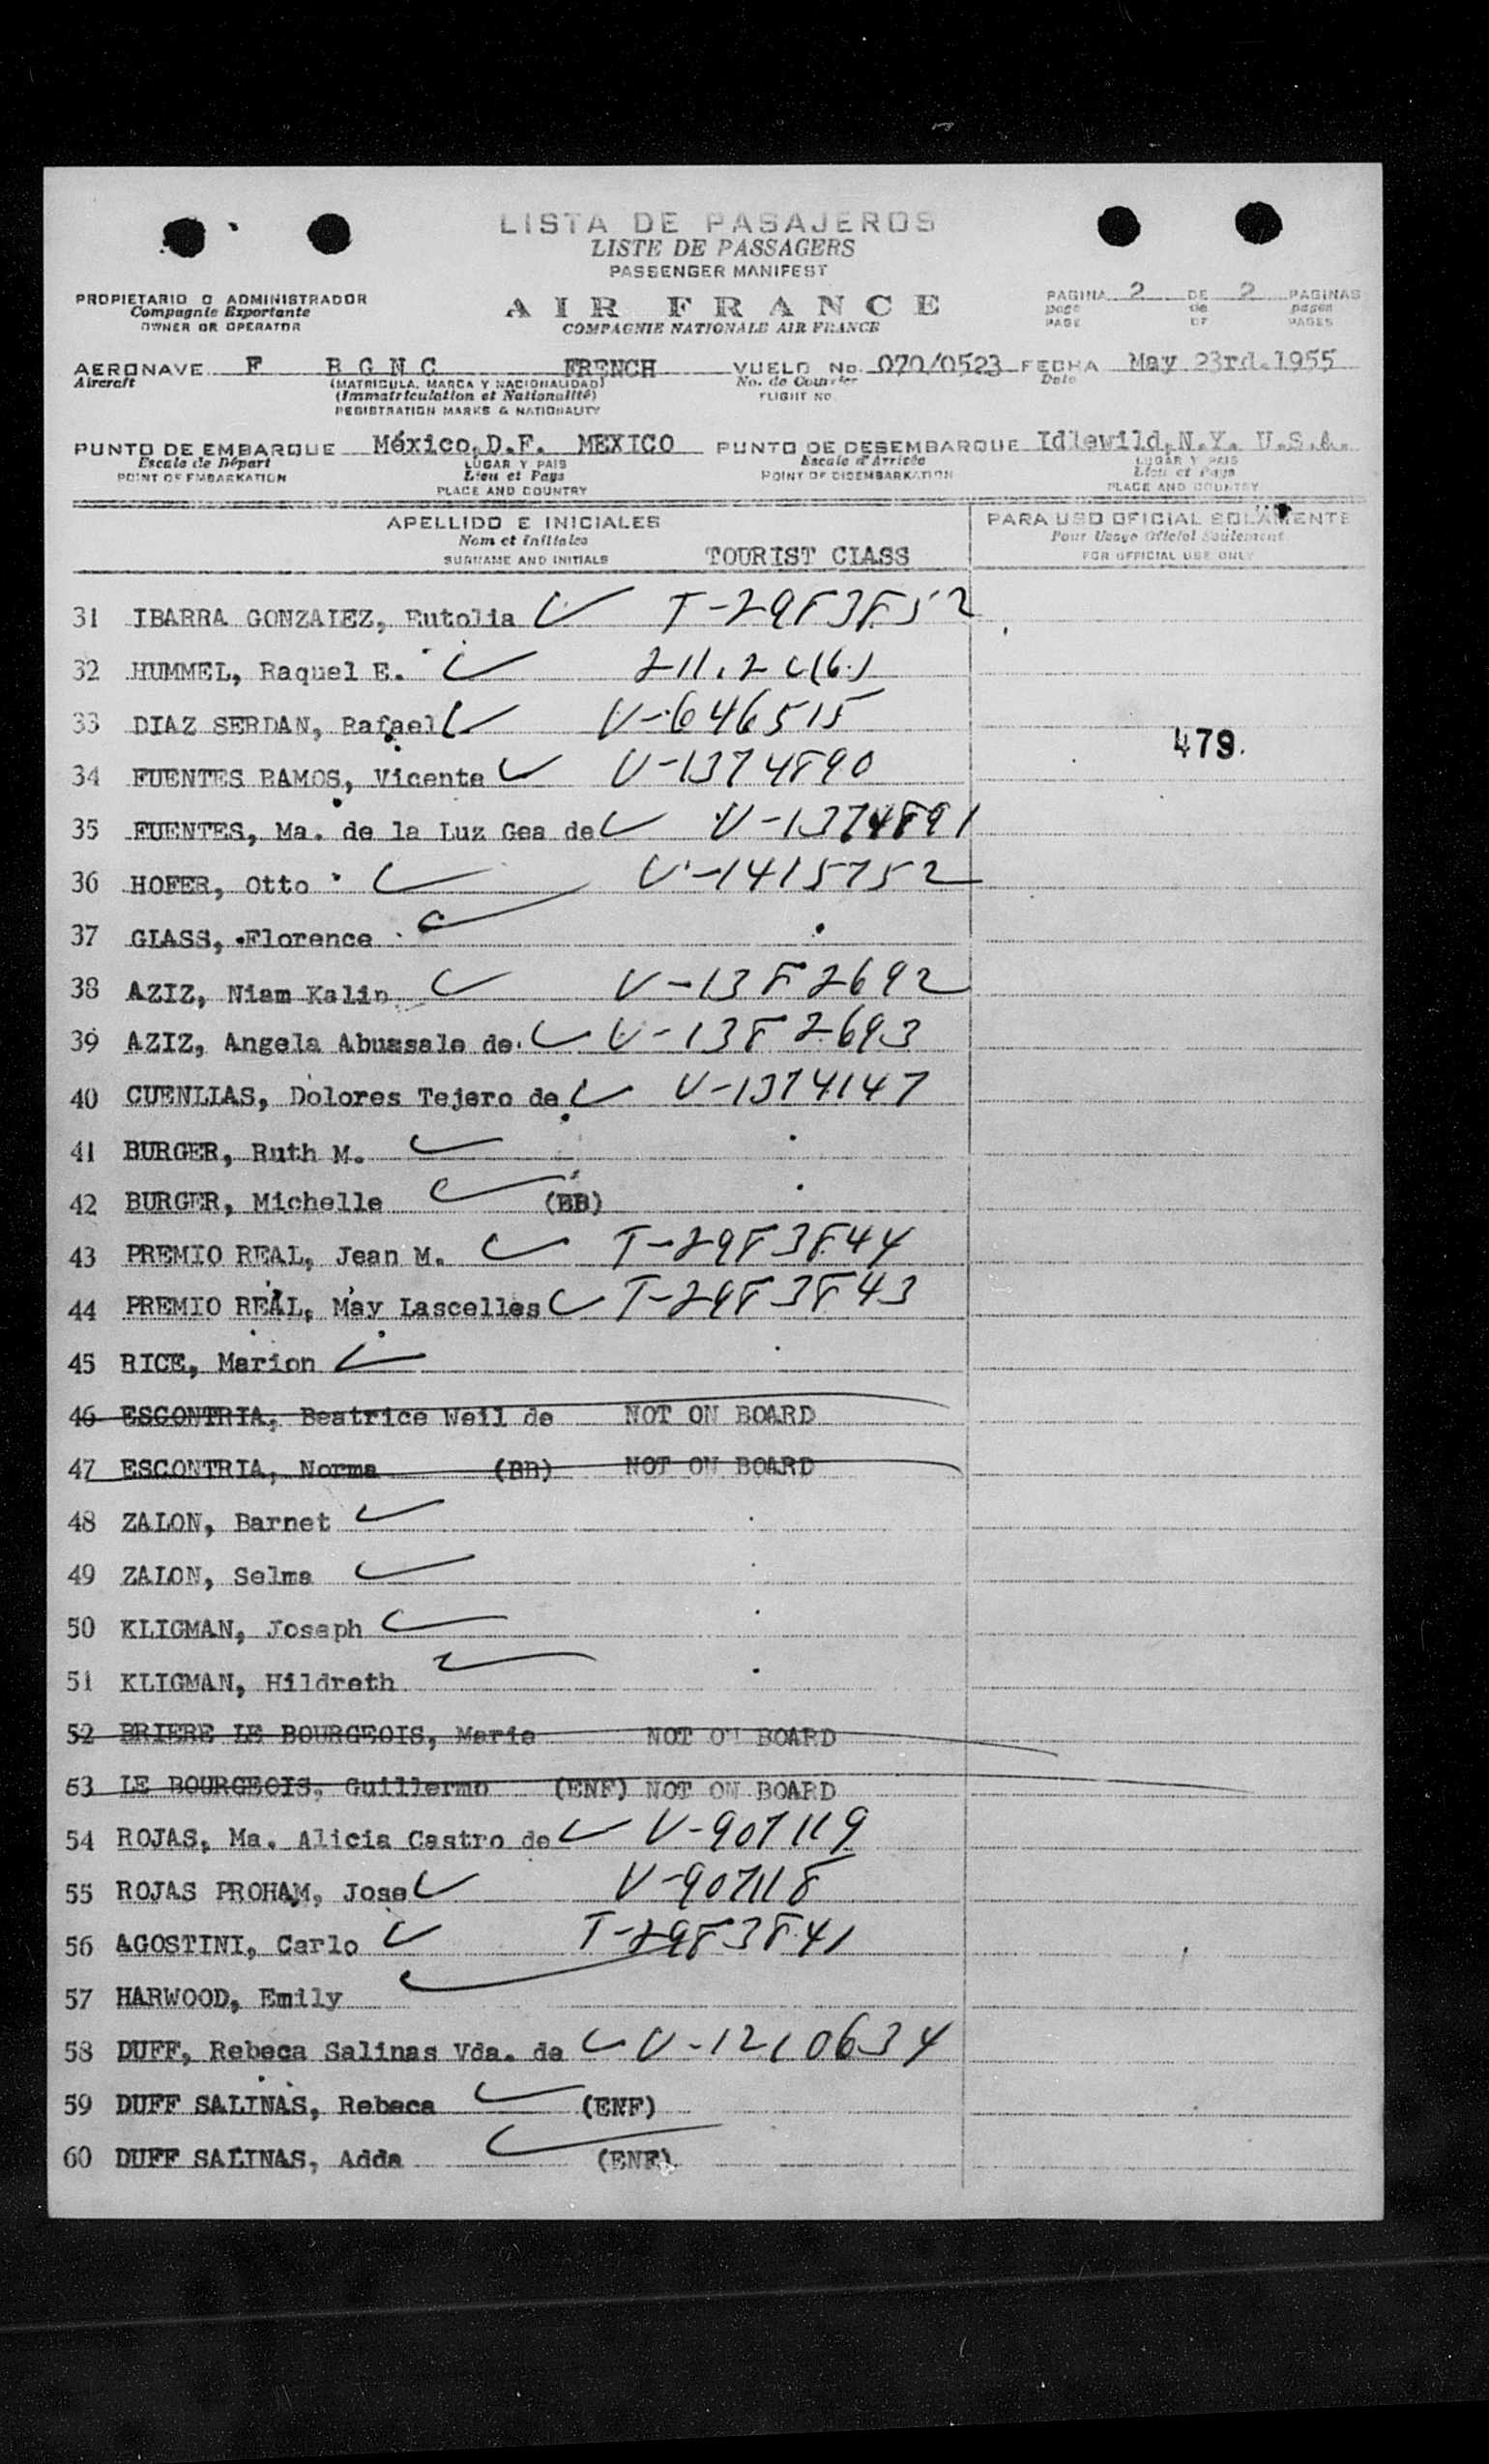 LISTA DE PASAJEROS
LISTE DE PASSAGERS
PASSENGER MANIFEST
PROPIETARIO O ADMINISTRADOR
Compagnie Exportante
OWNER OR OPERATOR
AIR FRANCE
COMPAGNIE NATIONALE AIR FRANCE
PAGINA 2 DE 2 PAGINAS
page de pages
PAGE OF PAGES
AERONAVE F BGNC FRENCH VUELO No. 070/0523 FECHA May 23rd.1955
Aircraft (MATRICULA, MARCA Y NACIONALIDAD) No. de Courrier Date
(Immatriculation et Nationalité) FLIGHT NO.
REGISTRATION MARKS & NATIONALITY
PUNTO DE EMBARQUE México,D.F. MEXICO PUNTO DE DESEMBARQUE Idlewild,N.Y. U.S.A.
Escale de Départ LUGAR Y PAIS Escale d'Arrivée LUGAR Y PAIS
POINT OF EMBARKATION Lieu et Pays POINT OF DISEMBARKATION Lieu et Pays
PLACE AND COUNTRY PLACE AND COUNTRY
APELLIDO E INICIALES PARA USO OFICIAL SOLAMENTE
Nom et Initiales Pour Usage Officiel Seulement
SURNAME AND INITIALS TOURIST CLASS FOR OFFICIAL USE ONLY
31 IBARRA GONZALEZ, Eutolia T-2983852
32 HUMMEL, Raquel E. 211.2 c(6.)
33 DIAZ SERDAN, Rafael V-646515
479.
34 FUENTES RAMOS, Vicente V-1374890
35 FUENTES, Ma. de la Luz Gea de V-1374891
36 HOFER, Otto V-1415752
37 GLASS, Florence
38 AZIZ, Niam Kalin V-1382692
39 AZIZ, Angela Abussale de V-1382693
40 CUENLLAS, Dolores Tejero de V-1374147
41 BURGER, Ruth M.
42 BURGER, Michelle (BB)
43 PREMIO REAL, Jean M. T-2983844
44 PREMIO REAL, May Lascelles T-2983843
45 RICE, Marion
46 ESCONTRIA, Beatrice Weil de NOT ON BOARD
47 ESCONTRIA, Norma (BB) NOT ON BOARD
48 ZALON, Barnet
49 ZALON, Selma
50 KLIGMAN, Joseph
51 KLIGMAN, Hildreth
52 BRIERE LE BOURGEOIS, Marie NOT ON BOARD
53 LE BOURGEOIS, Guillermo (ENF) NOT ON BOARD
54 ROJAS, Ma. Alicia Castro de V-907119
55 ROJAS PROHAM, Jose V-907118
56 AGOSTINI, Carlo T-2983841
57 HARWOOD, Emily
58 DUFF, Rebeca Salinas Vda. de V-1210634
59 DUFF SALINAS, Rebeca (ENF)
60 DUFF SALINAS, Adda (ENF)